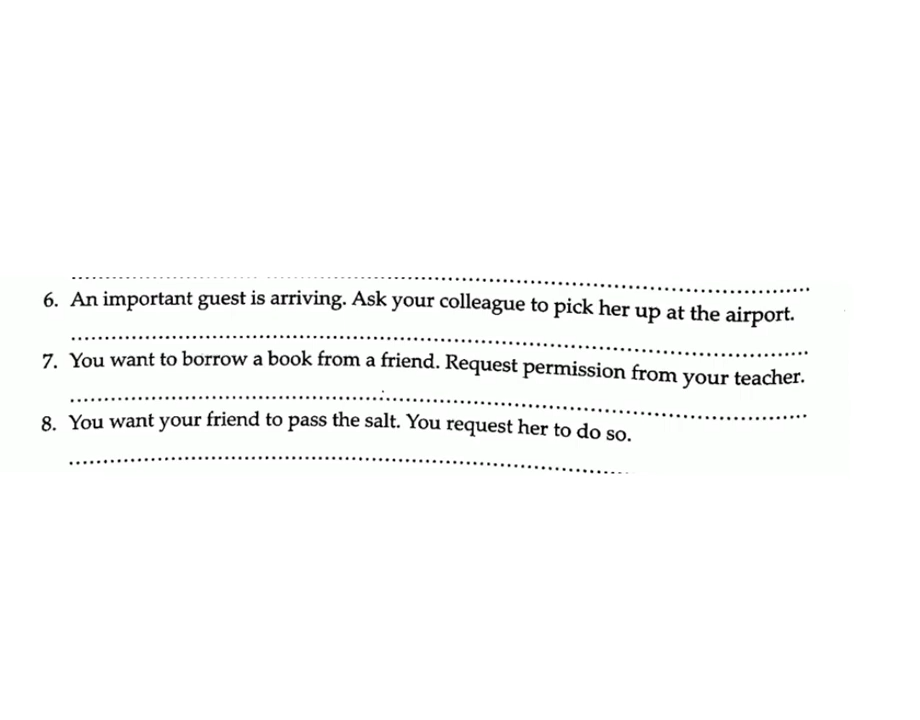 6. An important guest is arriving. Ask your colleague to pick her up at the airport.
7. You want to borrow a book from a friend. Request permission from your teacher.
8. You want your friend to pass the salt. You request her to do so.